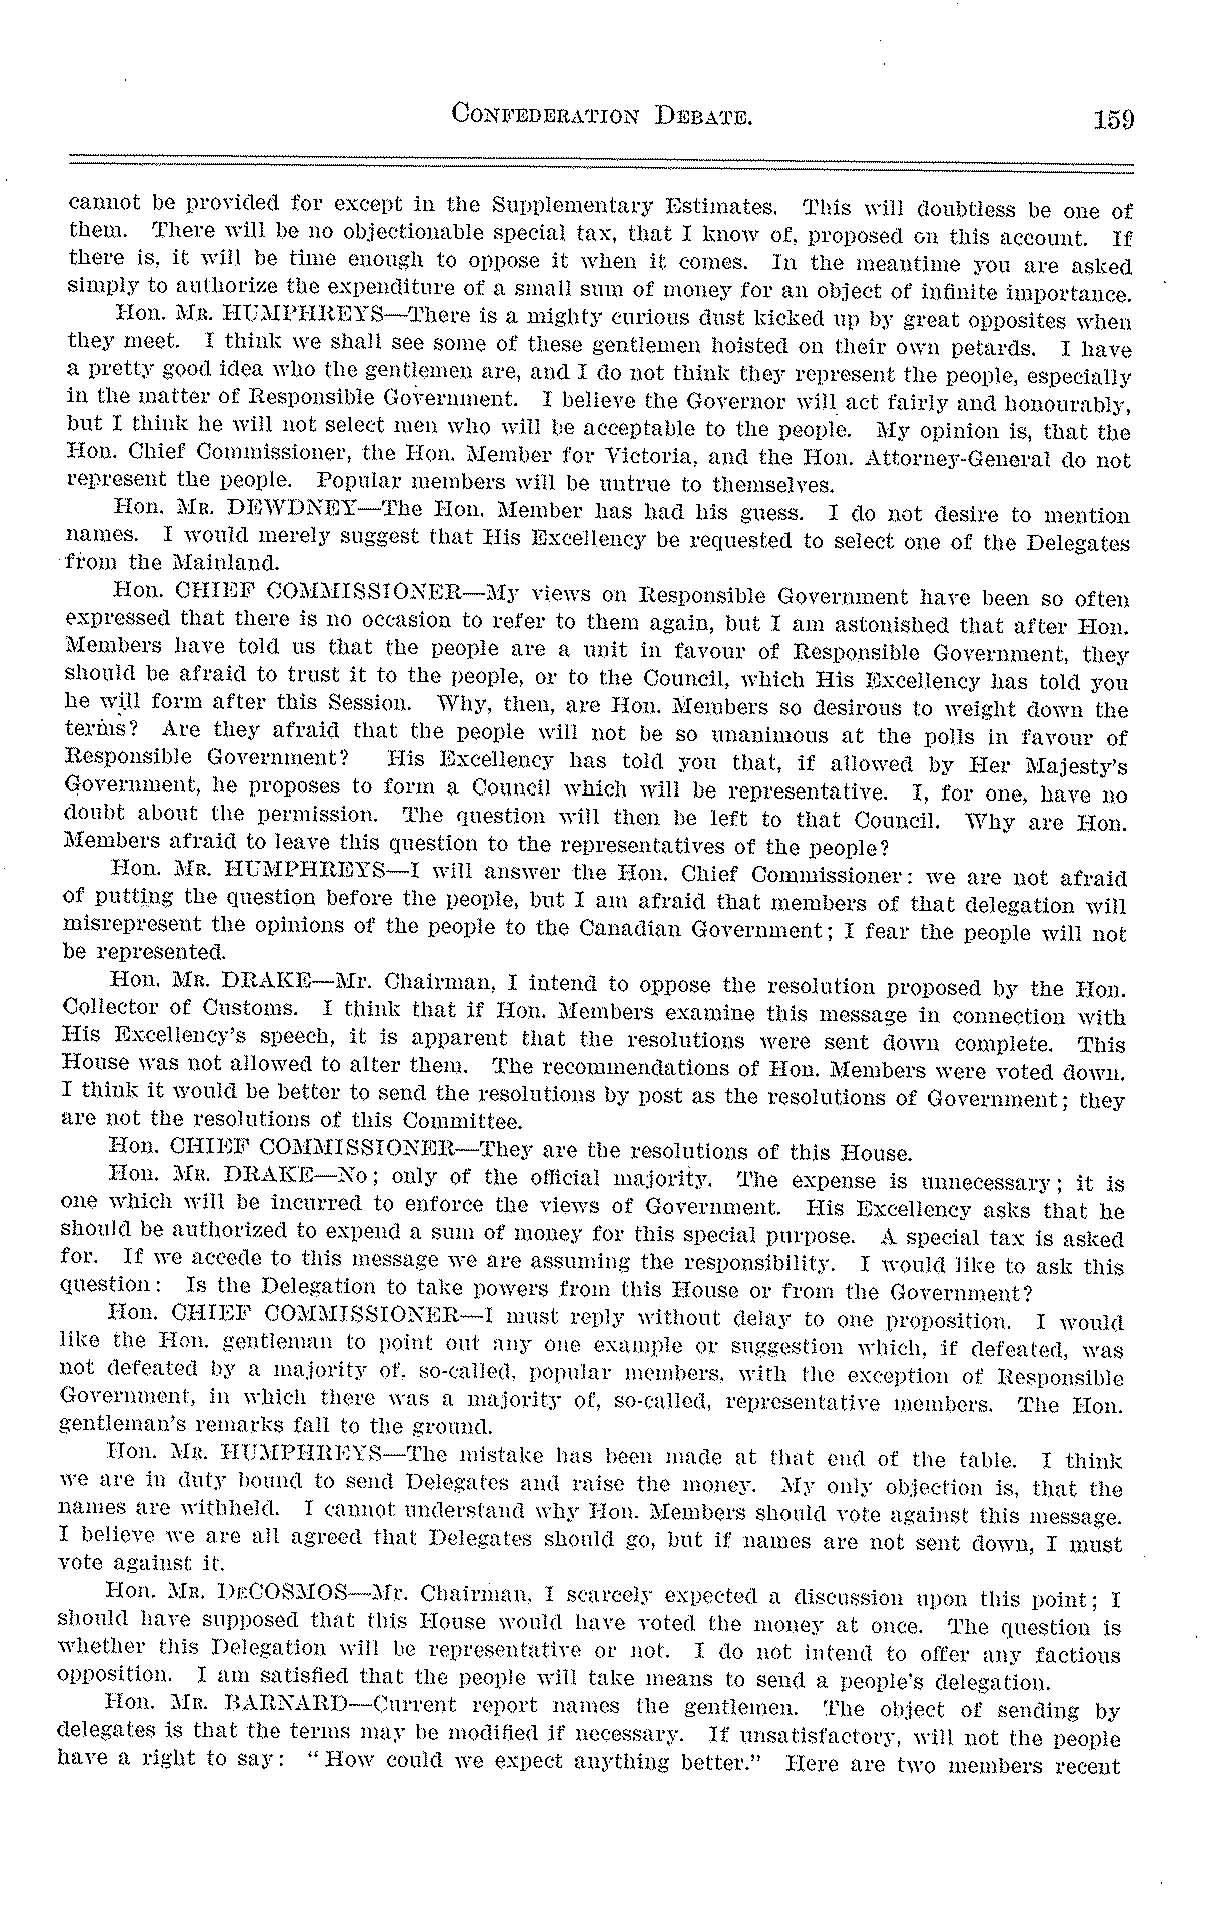 CONFEDERATION DEBATE. 159
cannot be provided for except in the Supplementary Estimates. This will doubtless be one of
them. There will be no objectionable special tax, that I know of, proposed on this account. If
there is, it will be time enough to oppose it when it comes. In the meantime you are asked
simply to authorize the expenditure of a small sum of money for an object of infinite importance.
Hon. MR. HUMPHREYS—There is a mighty curious dust kicked up by great opposites when
they meet. I think we shall see some of these gentlemen hoisted on their own petards. I have
a pretty good idea who the gentlemen are, and I do not think they represent the people, especially
in the matter of Responsible Government. I believe the Governor will act fairly and honourably,
but I think he will not select men who will be acceptable to the people. My opinion is, that the
Hon. Chief Commissioner, the Hon. Member for Victoria, and the Hon. Attorney-General do not
represent the people. Popular members will be untrue to themselves.
Hon. MR. DEWDNEY—The Hon. Member has had his guess. I do not desire to mention
names. I would merely suggest that His Excellency be requested to select one of the Delegates
from the Mainland.
Hon. CHIEF COMMISSIONER—My views on Responsible Government have been so often
expressed that there is no occasion to refer to them again, but I am astonished that after Hon.
Members have told us that the people are a unit in favour of Responsible Government, they
should be afraid to trust it to the people, or to the Council, which His Excellency has told you
he will form after this Session. Why, then, are Hon. Members so desirous to weight down the
terms? Are they afraid that the people will not be so unanimous at the polls in favour of
Responsible Government? His Excellency has told you that, if allowed by Her Majesty's
Government, he proposes to form a Council which will be representative. I, for one, have no
doubt about the permission. The question will then be left to that Council. Why are Hon.
Members afraid to leave this question to the representatives of the people?
Hon. MR. HUMPHREYS—I will answer the Hon. Chief Commissioner: we are not afraid
of putting the question before the people, but I am afraid that members of that delegation will
misrepresent the opinions of the people to the Canadian Government; I fear the people will not
be represented.
Hon. MR. DRAKE—Mr. Chairman, I intend to oppose the resolution proposed by the Hon.
Collector of Customs. I think that if Hon. Members examine this message in connection with
His Excellency's speech, it is apparent that the resolutions were sent down complete. This
House was not allowed to alter them. The recommendations of Hon. Members were voted down.
I think it would be better to send the resolutions by post as the resolutions of Government; they
are not the resolutions of this Committee.
Hon. CHIEF COMMISSIONER—They are the resolutions of this House.
Hon. MR. DRAKE—No; only of the official majority. The expense is unnecessary; it is
one which will be incurred to enforce the views of Government. His Excellency asks that he
should be authorized to expend a sum of money for this special purpose. A special tax is asked
for. If we accede to this message we are assuming the responsibility. I would like to ask this
question: Is the Delegation to take powers from this House or from the Government?
Hon. CHIEF COMMISSIONER—I must reply without delay to one proposition. I would
like the Hon. gentleman to point out any one example or suggestion which, if defeated, was
not defeated by a majority of, so-called, popular members, with the exception of Responsible
Government, in which there was a majority of, so-called, representative members. The Hon.
gentleman's remarks fall to the ground.
Hon. MR. HUMPHREYS—The mistake has been made at that end of the table. I think
we are in duty bound to send Delegates and raise the money. My only objection is, that the
names are withheld. I cannot understand why Hon. Members should vote against this message.
I believe we are all agreed that Delegates should go, but if names are not sent down, I must
vote against it.
Hon. MR. DECOSMOS—Mr. Chairman, I scarcely expected a discussion upon this point; I
should have supposed that this House would have voted the money at once. The question is
whether this Delegation will be representative or not. I do not intend to offer any factious
opposition. I am satisfied that the people will take means to send a people's delegation.
Hon. MR. BARNARD—Current report names the gentlemen. The object of sending by
delegates is that the terms may be modified if necessary. If unsatisfactory, will not the people
have a right to say: "How could we expect anything better." Here are two members recent